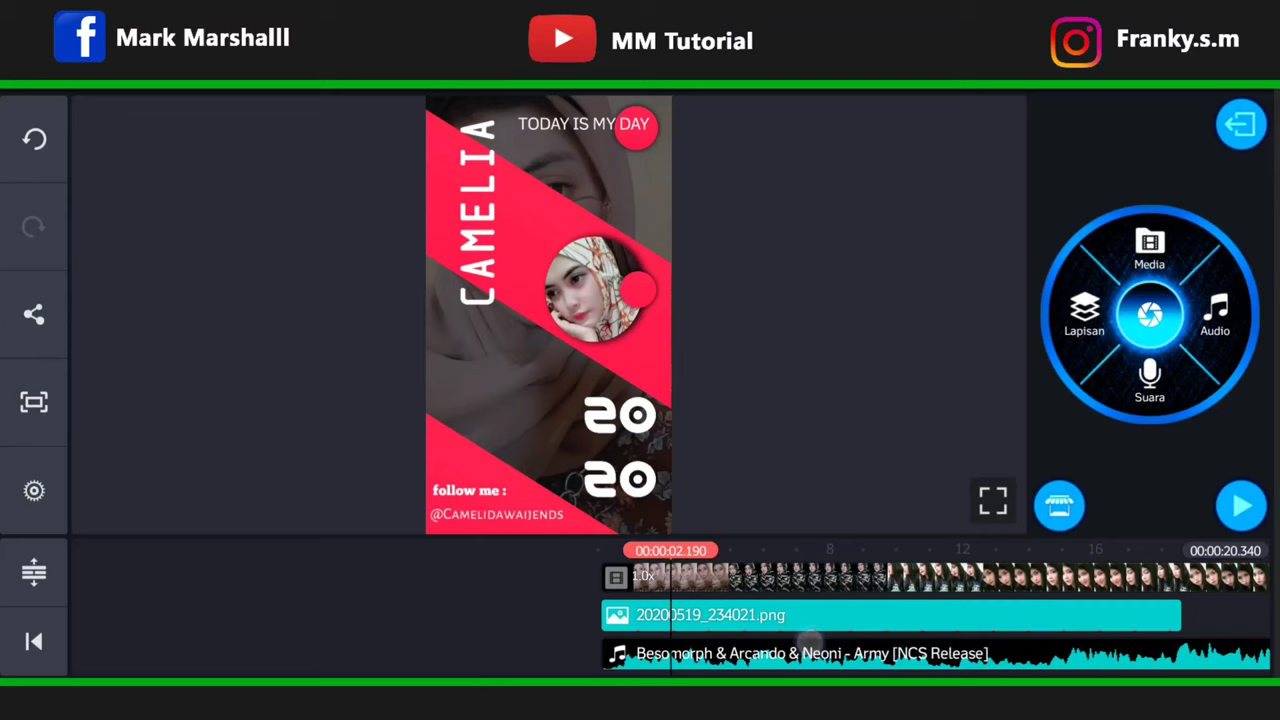 Mark Marshalll
MM Tutorial
Franky.s.m
TODAY IS MY DAY
CAMELIA
20
20
follow me :
@CAMELIDAWAIJENDS
Media
Lapisan
Audio
Suara
00:00:02.190
8
12
16
00:00:20.340
1.0x
20200519_234021.png
Besomorph & Arcando & Neoni - Army [NCS Release]